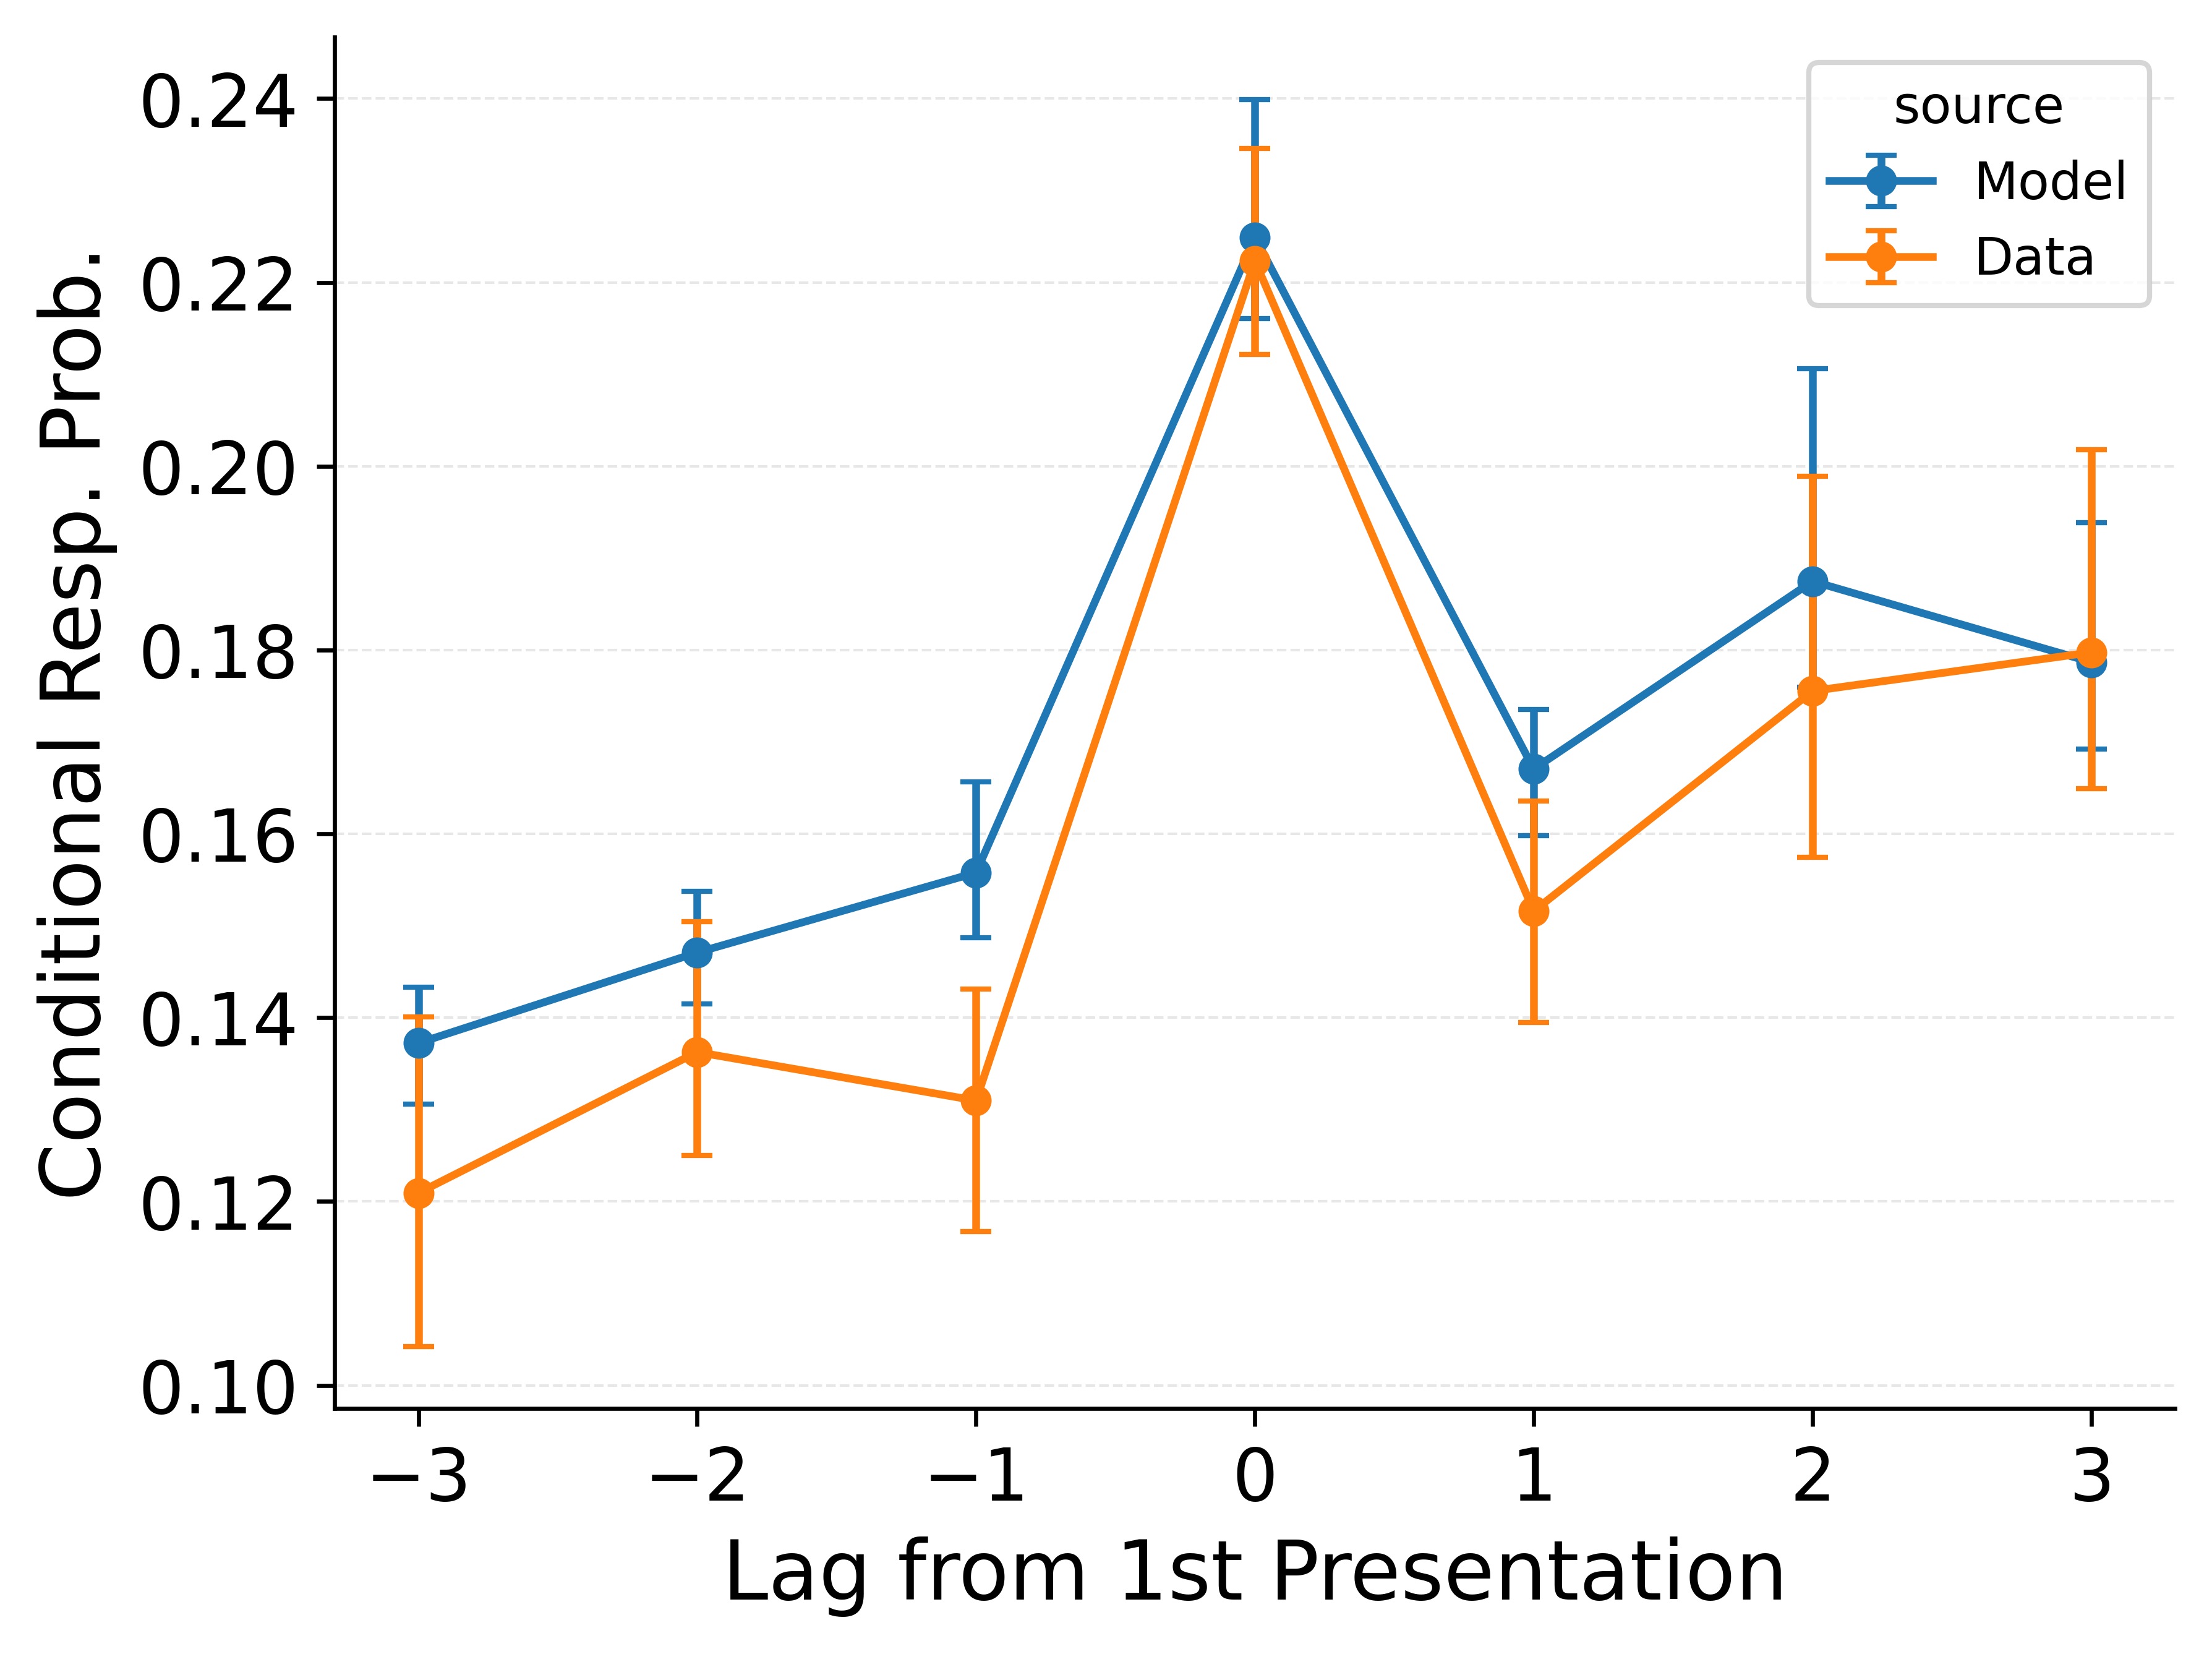 0.24
0.22
0.20
0.18
0.16
0.14
0.12
0.10
Conditional Resp. Prob.
source
Model
Data
−3 −2 −1 0 1 2 3
Lag from 1st Presentation